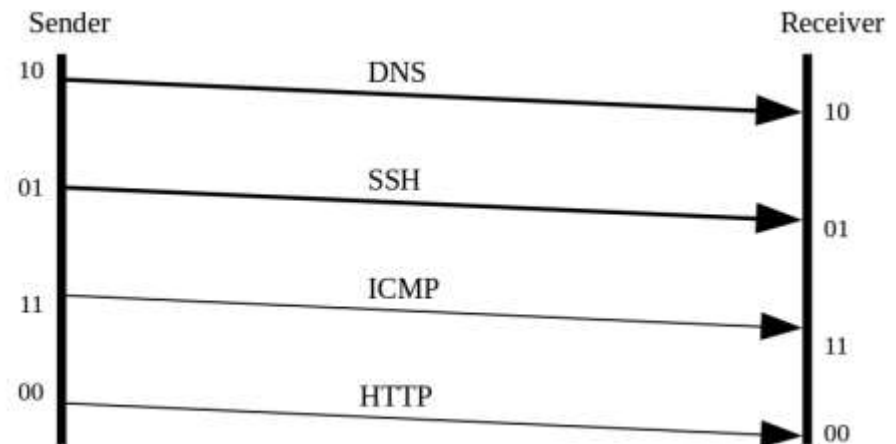 Sender Receiver
10 DNS 10
01 SSH 01
11 ICMP 11
00 HTTP 00